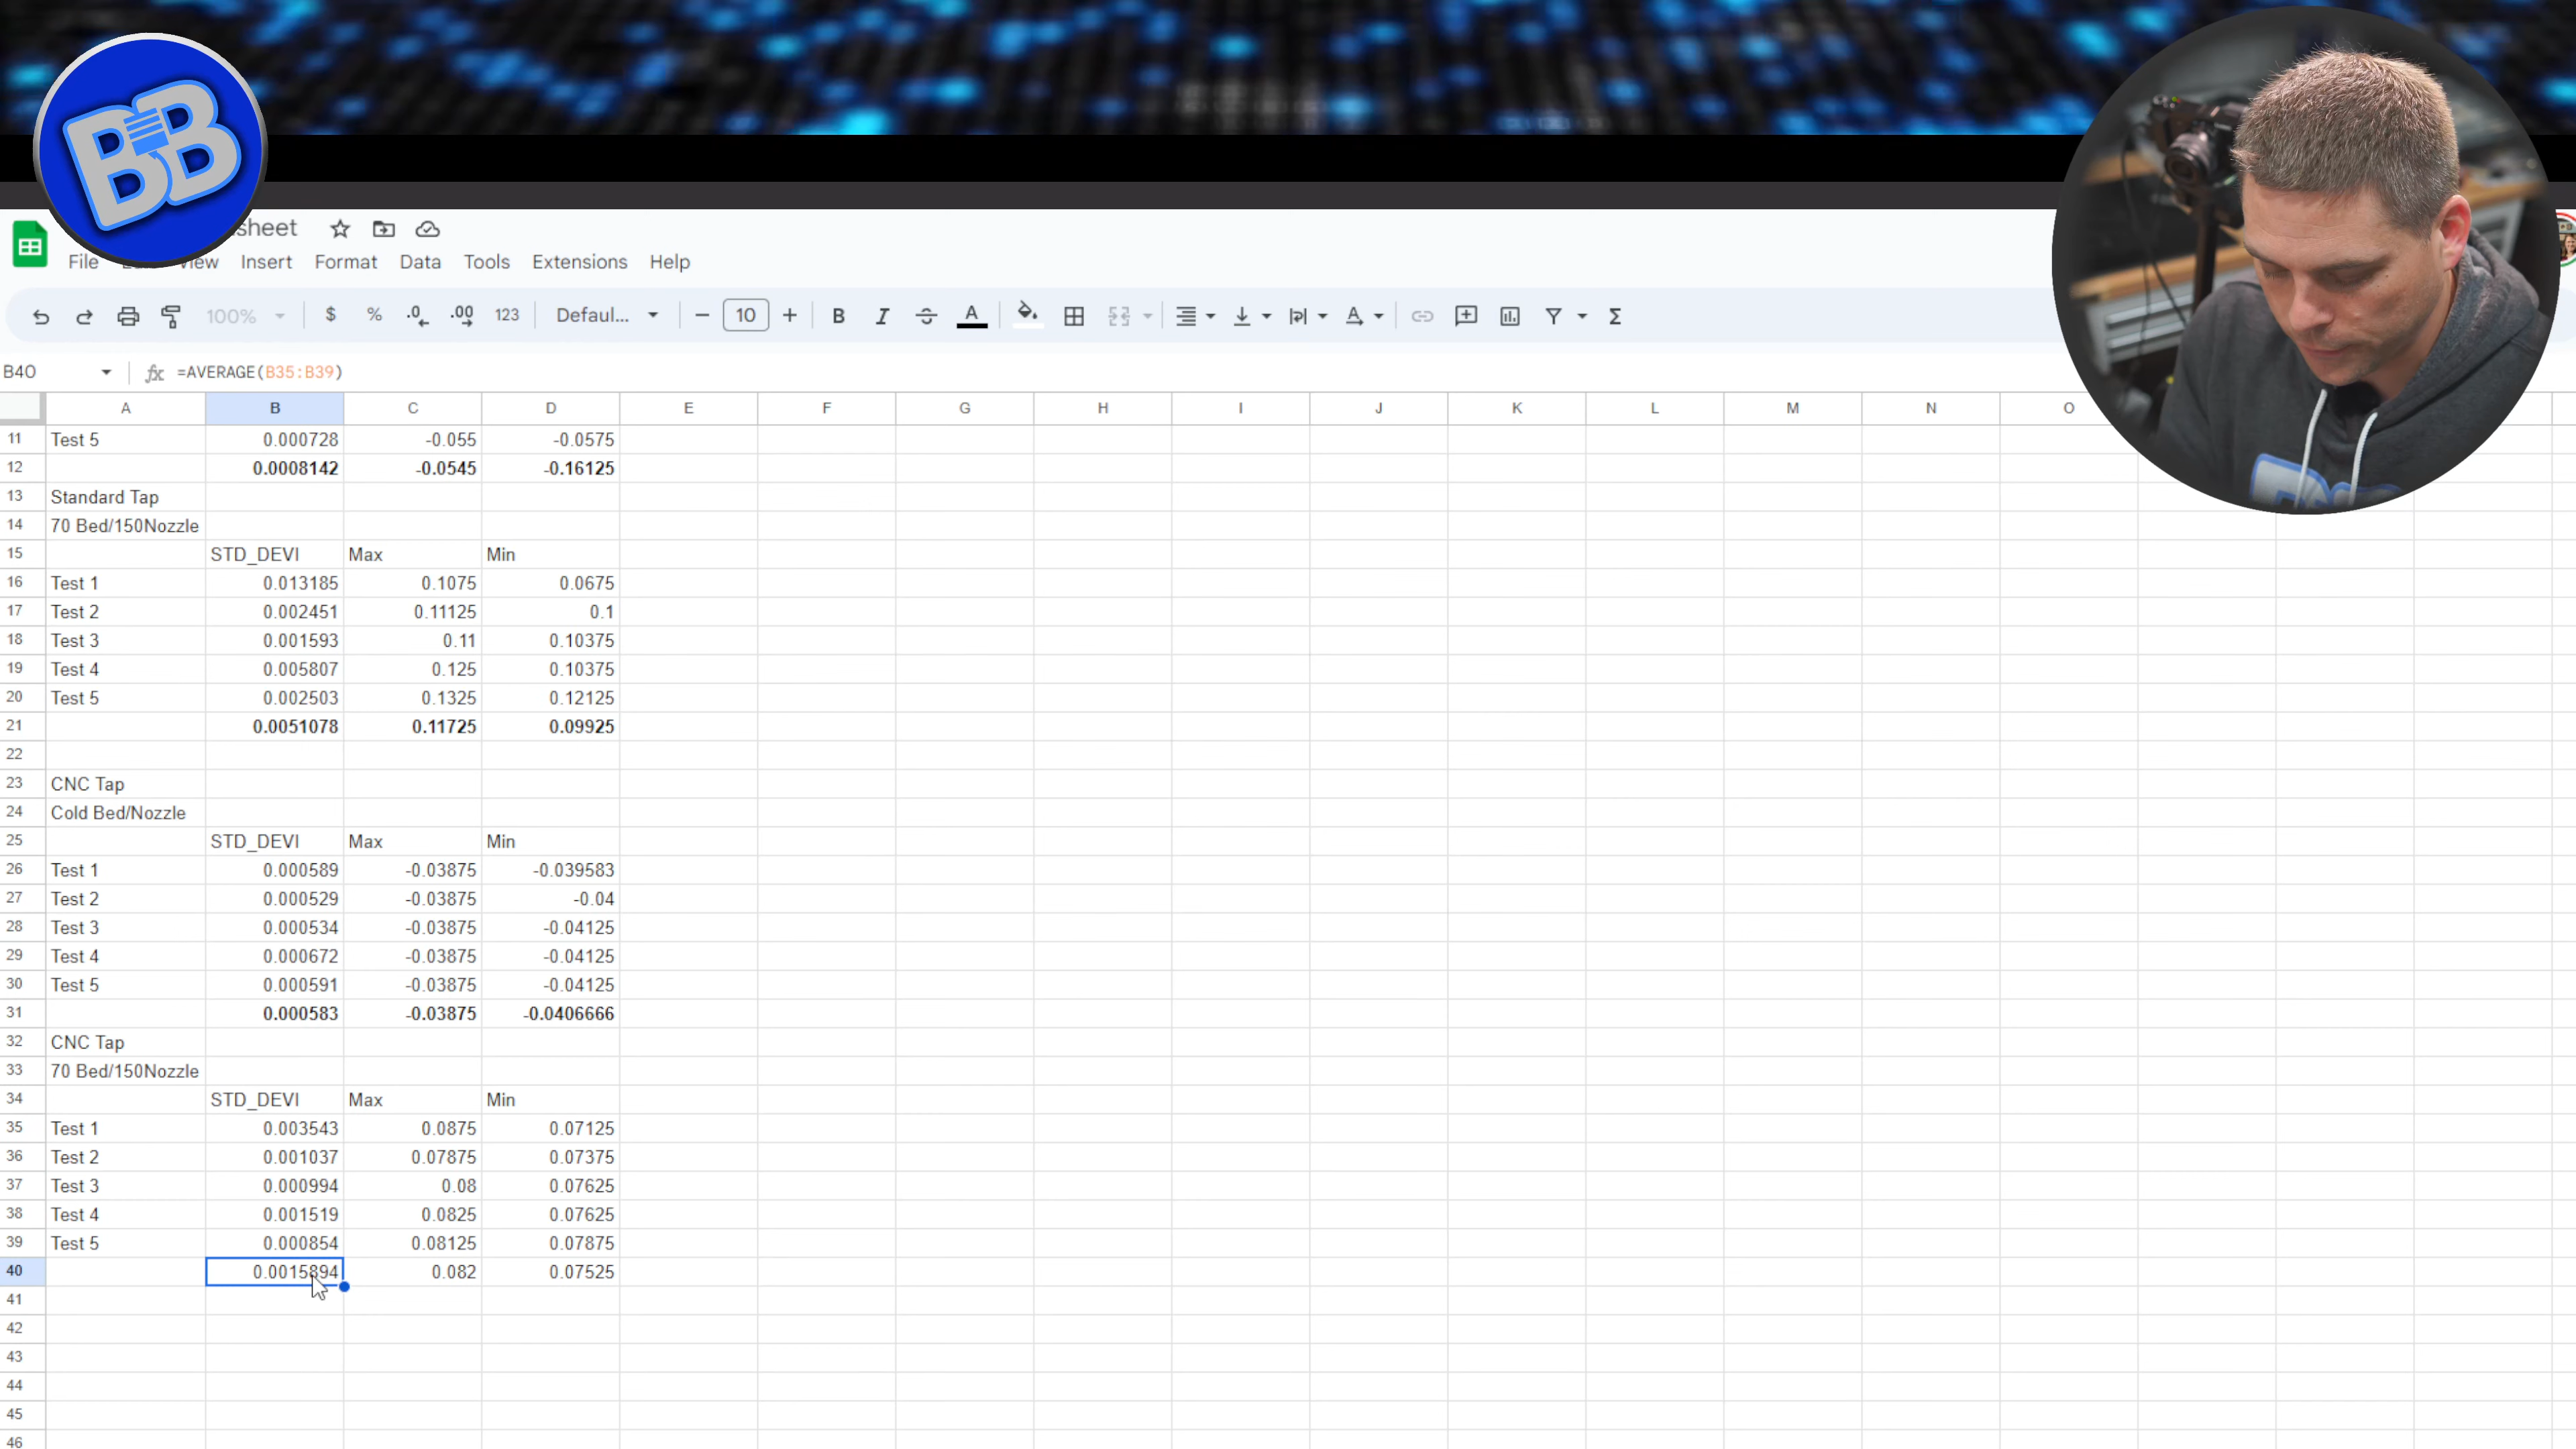 BB
sheet
File View Insert Format Data Tools Extensions Help
100% $ % .0 .00 123 Defaul... − 10 + B I A A Σ
B40 fx =AVERAGE(B35:B39)
A B C D E F G H I J K L M N O
11 Test 5 0.000728 -0.055 -0.0575
12 0.0008142 -0.0545 -0.16125
13 Standard Tap
14 70 Bed/150Nozzle
15 STD_DEVI Max Min
16 Test 1 0.013185 0.1075 0.0675
17 Test 2 0.002451 0.11125 0.1
18 Test 3 0.001593 0.11 0.10375
19 Test 4 0.005807 0.125 0.10375
20 Test 5 0.002503 0.1325 0.12125
21 0.0051078 0.11725 0.09925
22
23 CNC Tap
24 Cold Bed/Nozzle
25 STD_DEVI Max Min
26 Test 1 0.000589 -0.03875 -0.039583
27 Test 2 0.000529 -0.03875 -0.04
28 Test 3 0.000534 -0.03875 -0.04125
29 Test 4 0.000672 -0.03875 -0.04125
30 Test 5 0.000591 -0.03875 -0.04125
31 0.000583 -0.03875 -0.0406666
32 CNC Tap
33 70 Bed/150Nozzle
34 STD_DEVI Max Min
35 Test 1 0.003543 0.0875 0.07125
36 Test 2 0.001037 0.07875 0.07375
37 Test 3 0.000994 0.08 0.07625
38 Test 4 0.001519 0.0825 0.07625
39 Test 5 0.000854 0.08125 0.07875
40 0.0015894 0.082 0.07525
41
42
43
44
45
46